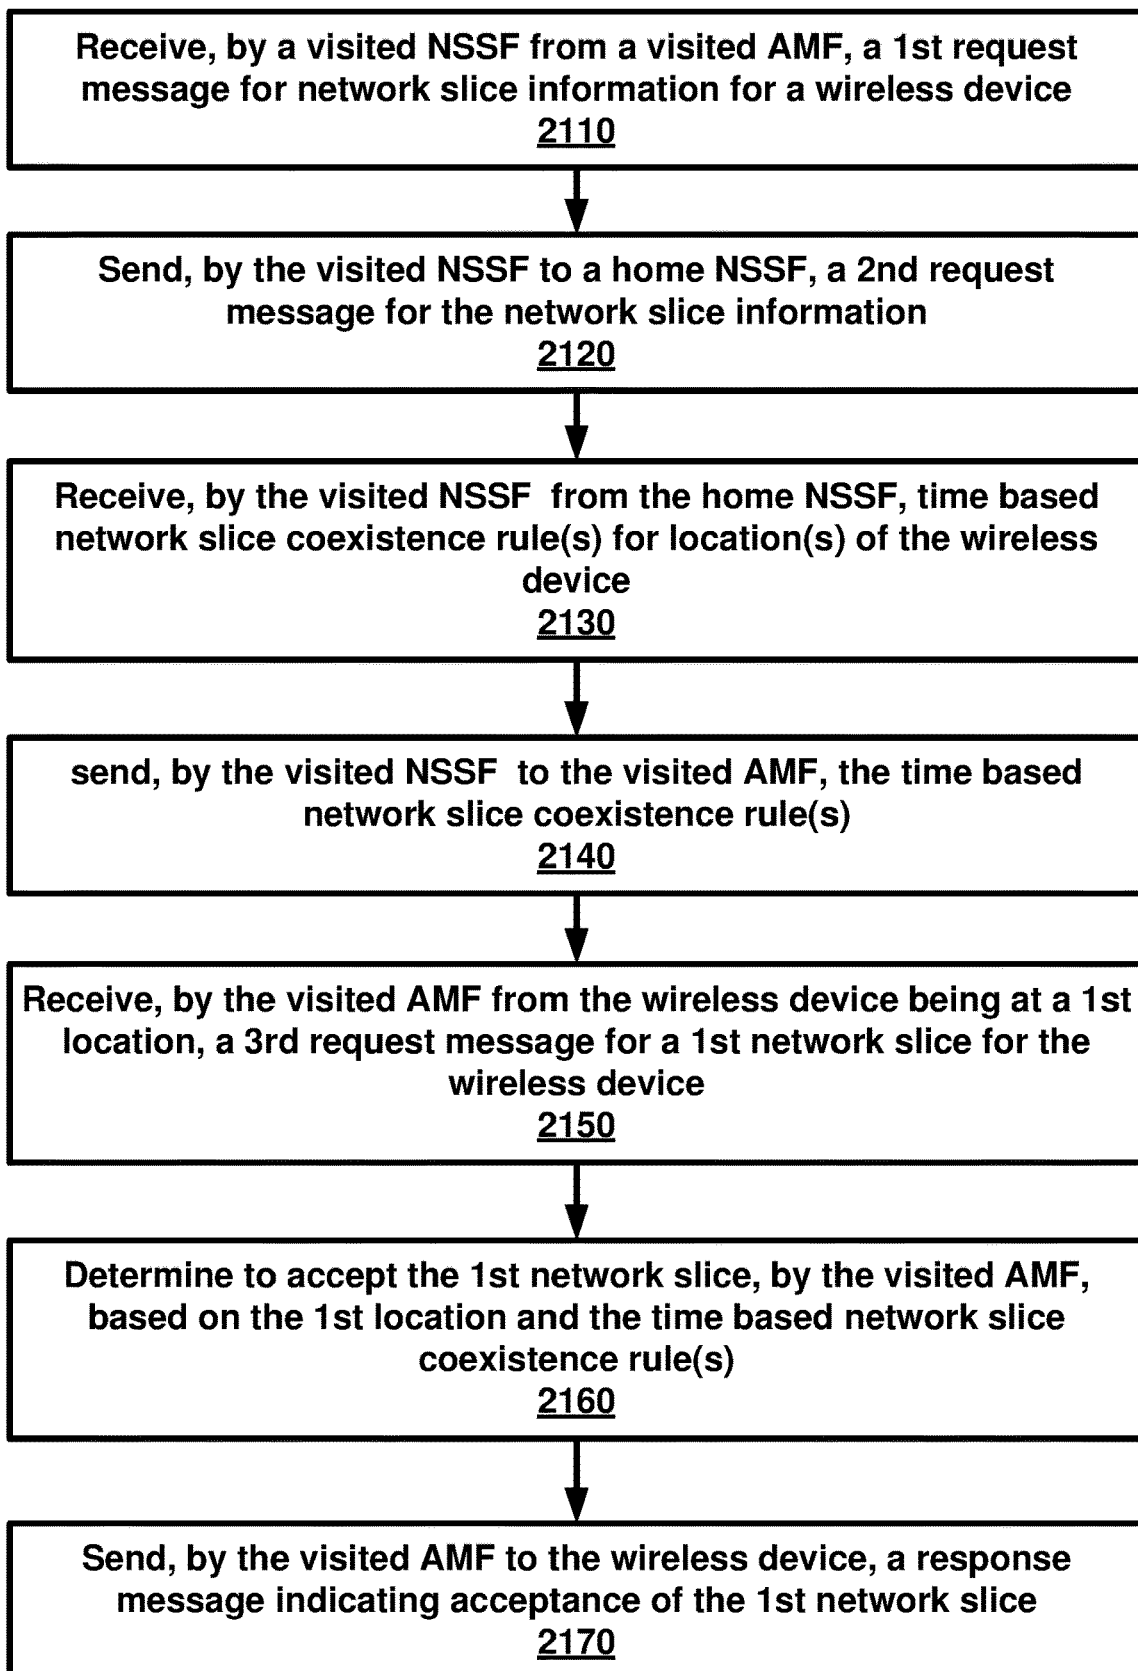 Receive, by a visited NSSF from a visited AMF, a 1st request
message for network slice information for a wireless device
2110
Send, by the visited NSSF to a home NSSF, a 2nd request
message for the network slice information
2120
Receive, by the visited NSSF from the home NSSF, time based
network slice coexistence rule(s) for location(s) of the wireless
device
2130
send, by the visited NSSF to the visited AMF, the time based
network slice coexistence rule(s)
2140
Receive, by the visited AMF from the wireless device being at a 1st
location, a 3rd request message for a 1st network slice for the
wireless device
2150
Determine to accept the 1st network slice, by the visited AMF,
based on the 1st location and the time based network slice
coexistence rule(s)
2160
Send, by the visited AMF to the wireless device, a response
message indicating acceptance of the 1st network slice
2170